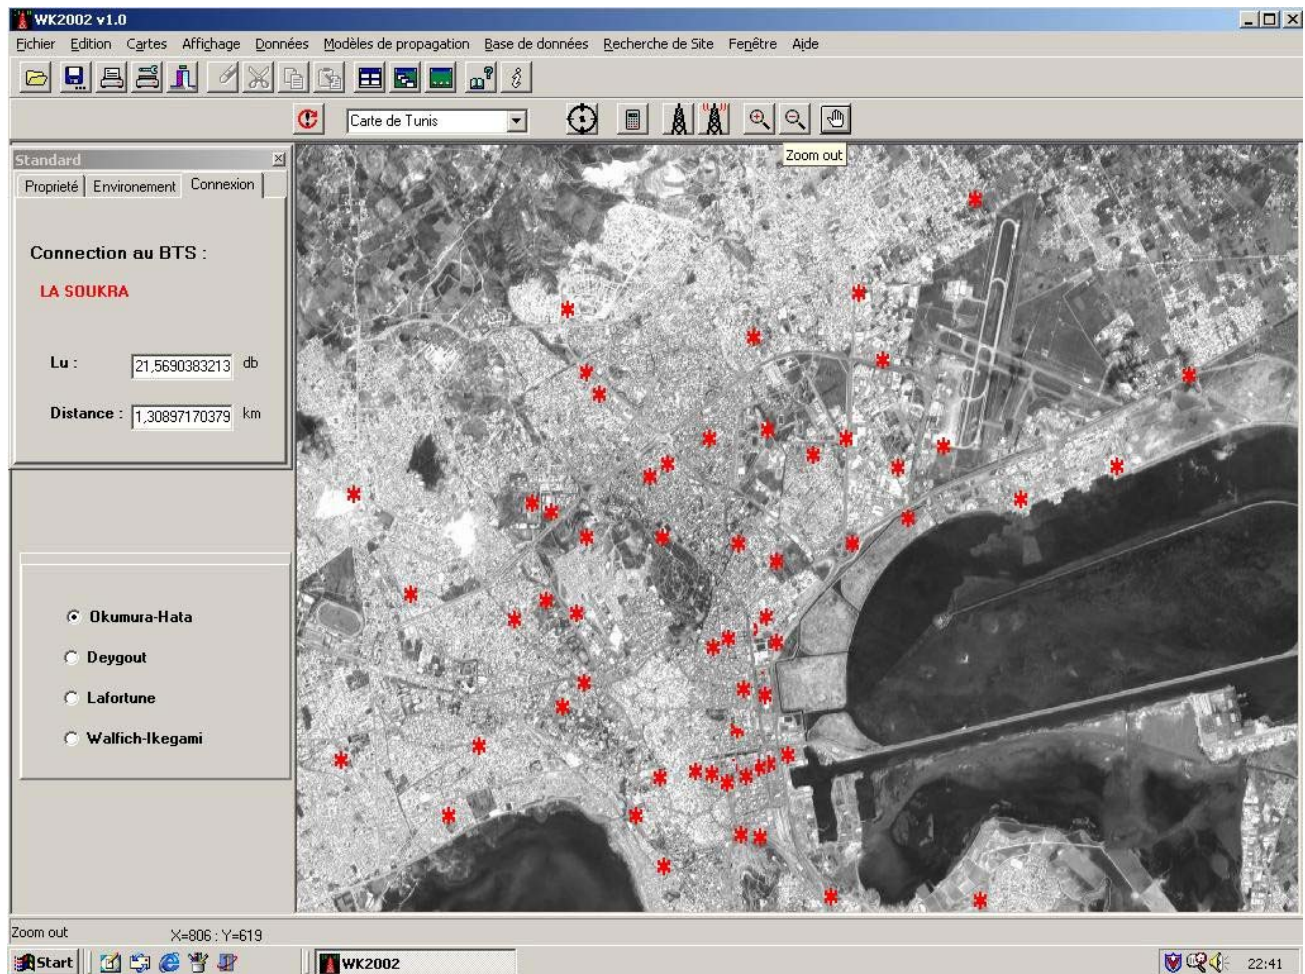 WK2002 v1.0
Fichier Edition Cartes Affichage Données Modèles de propagation Base de données Recherche de Site Fenêtre Ajde
Carte de Tunis
Zoom out
Standard
Proprieté Environement Connexion
Connection au BTS :
LA SOUKRA
Lu : 21,5690383213 db
Distance : 1,30897170379 km
Okumura-Hata
Deygout
Lafortune
Walfich-Ikegami
Zoom out X=806 : Y=619
Start WK2002 22:41